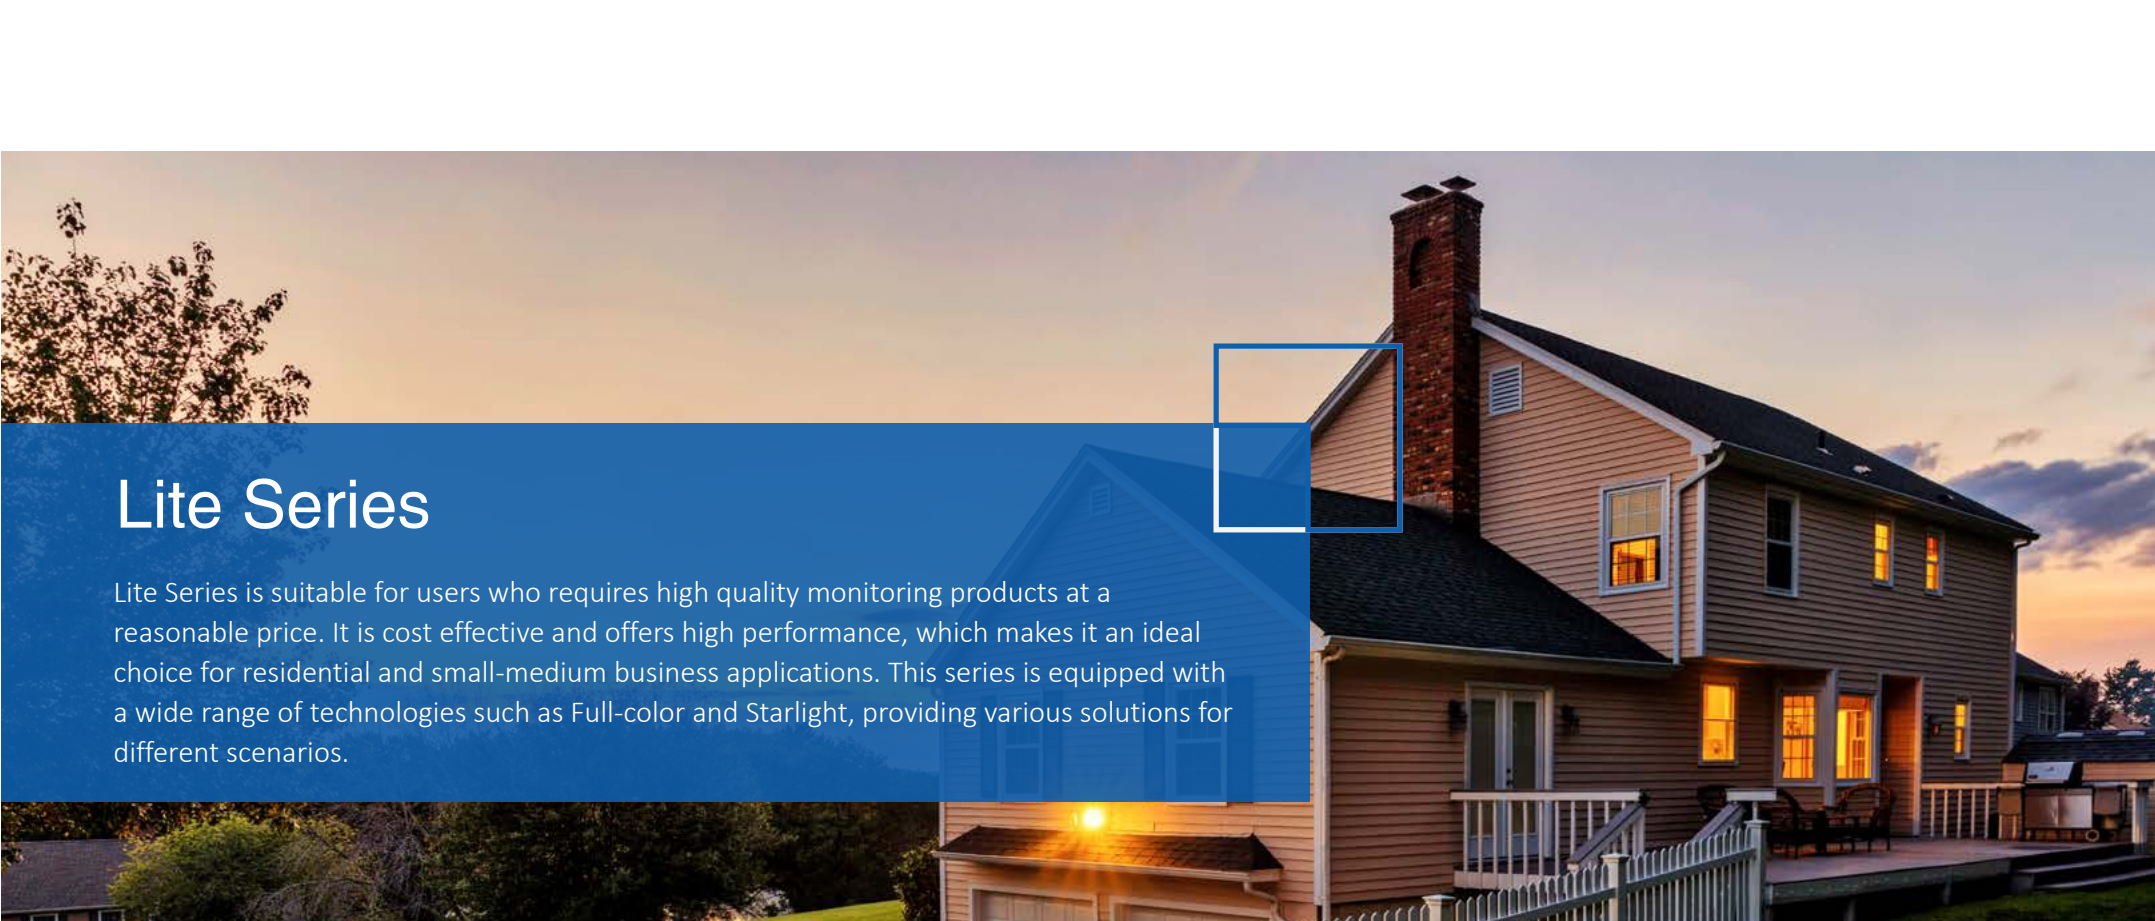 Lite Series
Lite Series is suitable for users who requires high quality monitoring products at a
reasonable price. It is cost effective and offers high performance, which makes it an ideal
choice for residential and small-medium business applications. This series is equipped with
a wide range of technologies such as Full-color and Starlight, providing various solutions for
different scenarios.